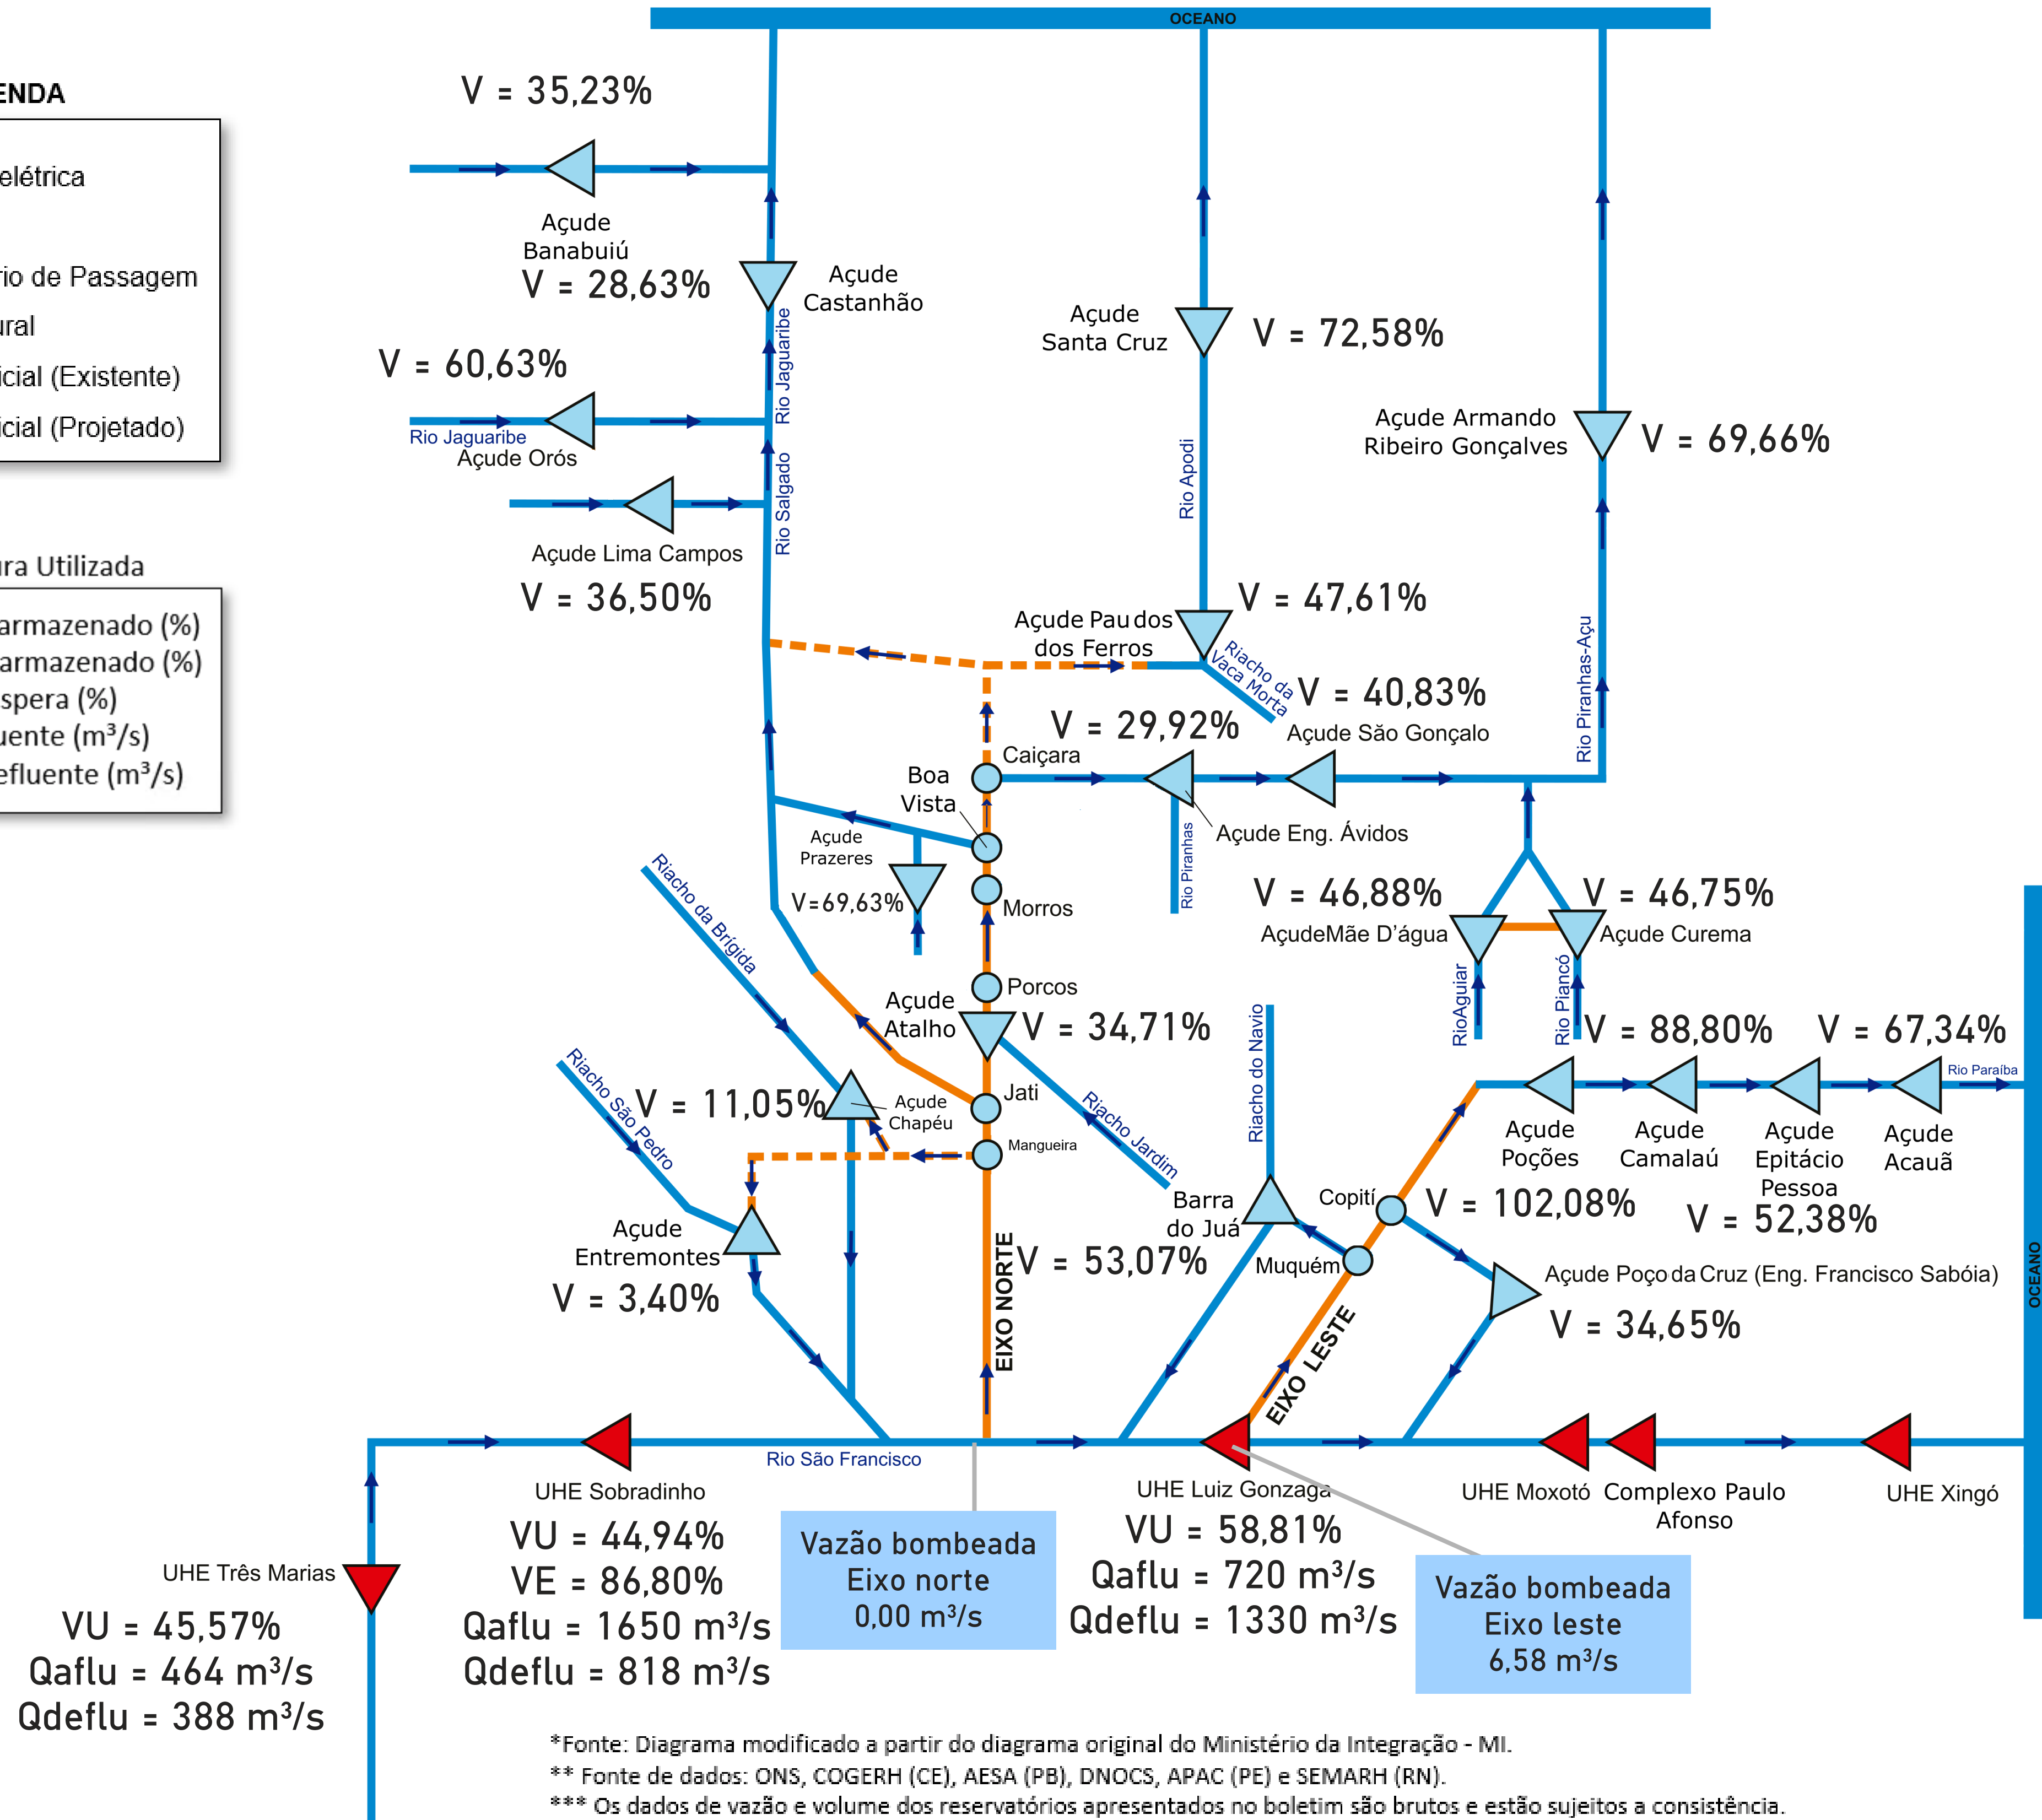 OCEANO
ENDA
elétrica
rio de Passagem
ural
icial (Existente)
icial (Projetado)
ura Utilizada
armazenado (%)
armazenado (%)
spera (%)
uente (m³/s)
efluente (m³/s)
V = 35,23%
Açude
Banabuiú
V = 28,63%
Açude
Castanhão
Rio Jaguaribe
V = 60,63%
Rio Jaguaribe
Açude Orós
Rio Salgado
Açude Lima Campos
V = 36,50%
Açude
Santa Cruz
V = 72,58%
Rio Apodi
Açude Armando
Ribeiro Gonçalves
V = 69,66%
Rio Piranhas-Açu
V = 47,61%
Açude Pau dos
dos Ferros
Riacho da
Vaca Morta
V = 40,83%
Açude São Gonçalo
V = 29,92%
Caiçara
Boa
Vista
Açude Eng. Ávidos
Rio Piranhas
Açude
Prazeres
V=69,63%
Morros
V = 46,88%
AçudeMãe D'água
V = 46,75%
Açude Curema
RioAguiar
Rio Piancó
Riacho da Brígida
Porcos
Açude
Atalho
V = 34,71%
Riacho do Navio
V = 88,80%
V = 67,34%
Rio Paraíba
Riacho São Pedro
V = 11,05%
Açude
Chapéu
Jati
Mangueira
Riacho Jardim
Açude
Poções
Açude
Camalaú
Açude
Epitácio
Pessoa
Açude
Acauã
V = 102,08%
V = 52,38%
Barra
do Juá
Copití
V = 53,07%
Muquém
Açude
Entremontes
V = 3,40%
EIXO NORTE
EIXO LESTE
Açude Poço da Cruz (Eng. Francisco Sabóia)
V = 34,65%
OCEANO
Rio São Francisco
UHE Sobradinho
VU = 44,94%
VE = 86,80%
Qaflu = 1650 m³/s
Qdeflu = 818 m³/s
Vazão bombeada
Eixo norte
0,00 m³/s
UHE Luiz Gonzaga
VU = 58,81%
Qaflu = 720 m³/s
Qdeflu = 1330 m³/s
Vazão bombeada
Eixo leste
6,58 m³/s
UHE Moxotó
Complexo Paulo
Afonso
UHE Xingó
UHE Três Marias
VU = 45,57%
Qaflu = 464 m³/s
Qdeflu = 388 m³/s
*Fonte: Diagrama modificado a partir do diagrama original do Ministério da Integração - MI.
** Fonte de dados: ONS, COGERH (CE), AESA (PB), DNOCS, APAC (PE) e SEMARH (RN).
*** Os dados de vazão e volume dos reservatórios apresentados no boletim são brutos e estão sujeitos a consistência.